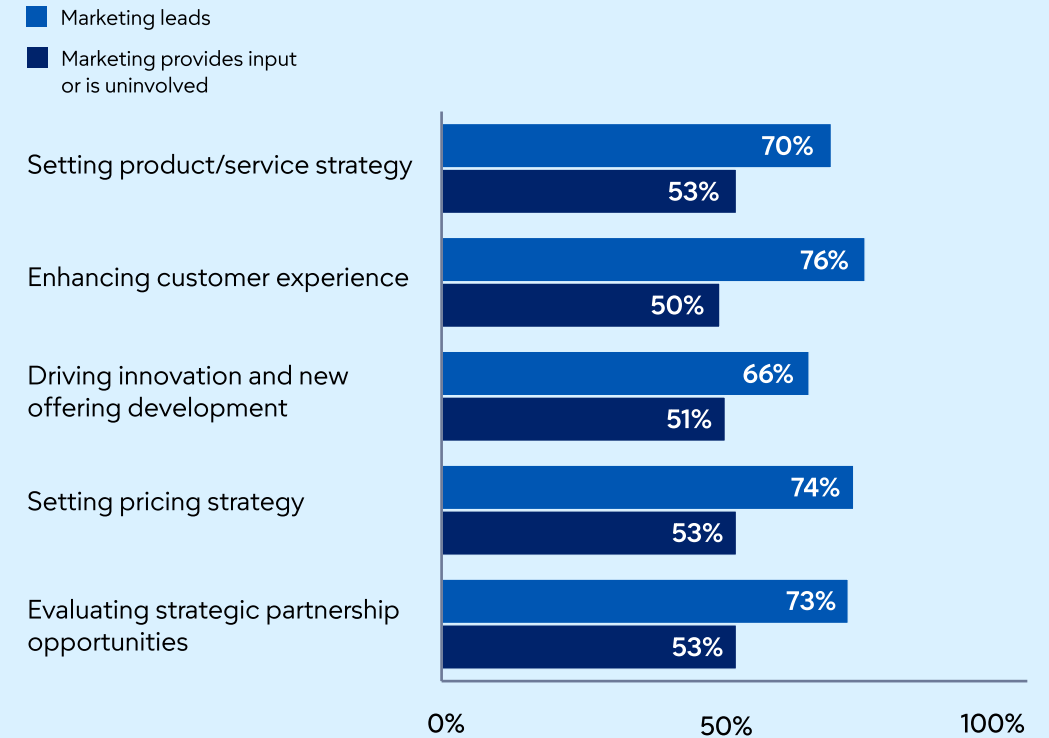 Marketing leads
Marketing provides input
or is uninvolved
Setting product/service strategy
70%
53%
Enhancing customer experience
76%
50%
Driving innovation and new
offering development
66%
51%
Setting pricing strategy
74%
53%
Evaluating strategic partnership
opportunities
73%
53%
0%
50%
100%